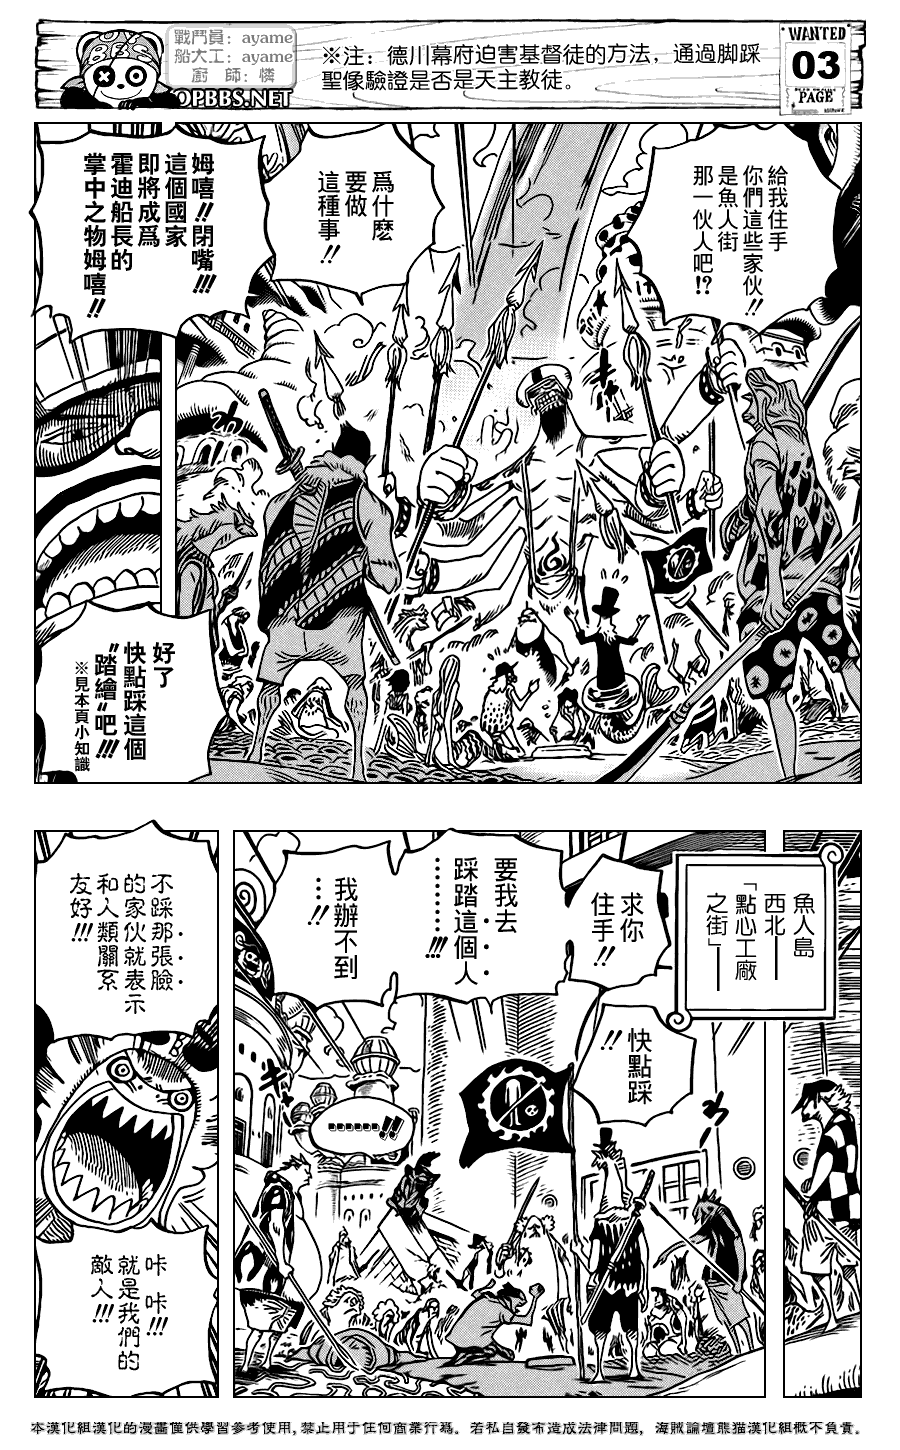 戰鬥員：ayame
船大工：ayame
廚　師：憐
OPBBS.NET
※注：德川幕府迫害基督徒的方法，通過腳踩
聖像驗證是否是天主教徒。
WANTED
03
PAGE
給我住手
你們這些家伙!!
是魚人街
那一伙人吧!?
爲什麽
要做
這種事!!
姆嘻!!閉嘴!!!
這個國家
即將成爲
霍迪船長的
掌中之物姆嘻!!
好了
快點踩這個
〝踏繪〞吧!!!
※見本頁小知識
魚人島
西北——
「點心工廠
之街」——
求你
住手!!
快點踩
!!
要我去
踩踏這個人
………!!!
我辦不到
……!!
………!!
不踩那張臉
的家伙就表示
和人類關系
友好!!!
咔 咔!!!
就是我們的
敵人!!!
本漢化組漢化的漫畫僅供學習參考使用,禁止用于任何商業行爲。若私自發布造成法律問題，海賊論壇熊猫漢化組概不負責。